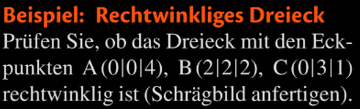 Beispiel: Rechtwinkliges Dreieck
Prüfen Sie, ob das Dreieck mit den Eck-
punkten A(0|0|4), B(2|2|2), C(0|3|1)
rechtwinklig ist (Schrägbild anfertigen).